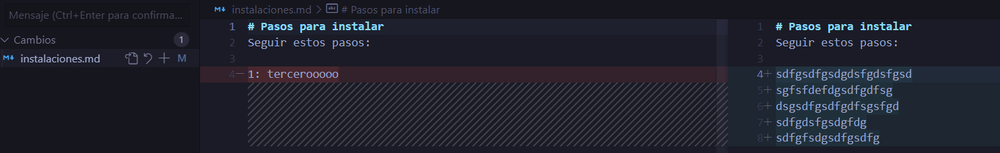 Mensaje (Ctrl+Enter para confirma...
Cambios 1
instalaciones.md M
instalaciones.md > # Pasos para instalar
1 # Pasos para instalar
2 Seguir estos pasos:
3
4— 1: tercerooooo
1 # Pasos para instalar
2 Seguir estos pasos:
3
4+ sdfgsdfgsdgdsfgdsfgsd
5+ sgfsfdefdgsdfgdfsg
6+ dsgsdfgsdfgdfsgsfgd
7+ sdfgdsfgsdgfdg
8+ sdfgfsdgsdfgsdfg